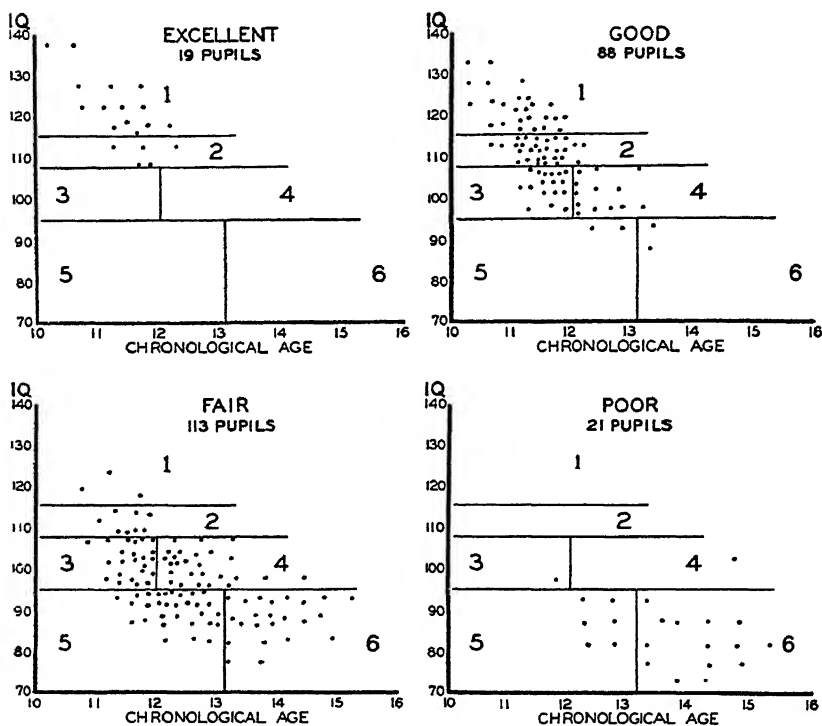 IQ
EXCELLENT
19 PUPILS
140
130
120
110
100
90
80
70
1
2
3
4
5
6
10 11 12 13 14 15 16
CHRONOLOGICAL AGE
IQ
GOOD
88 PUPILS
140
130
120
110
100
90
80
70
1
2
3
4
5
6
10 11 12 13 14 15 16
CHRONOLOGICAL AGE
IQ
FAIR
113 PUPILS
140
130
120
110
100
90
80
70
1
2
3
4
5
6
10 11 12 13 14 15 16
CHRONOLOGICAL AGE
IQ
POOR
21 PUPILS
140
130
120
110
100
90
80
70
1
2
3
4
5
6
10 11 12 13 14 15 16
CHRONOLOGICAL AGE